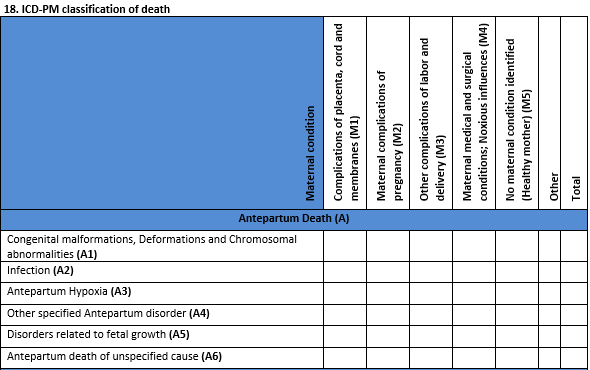 18. ICD-PM classification of death
Maternal condition
Complications of placenta, cord and
membranes (M1)
Maternal complications of
pregnancy (M2)
Other complications of labor and
delivery (M3)
Maternal medical and surgical
conditions; Noxious influences (M4)
No maternal condition identified
(Healthy mother) (M5)
Other
Total
Antepartum Death (A)
Congenital malformations, Deformations and Chromosomal
abnormalities (A1)
Infection (A2)
Antepartum Hypoxia (A3)
Other specified Antepartum disorder (A4)
Disorders related to fetal growth (A5)
Antepartum death of unspecified cause (A6)